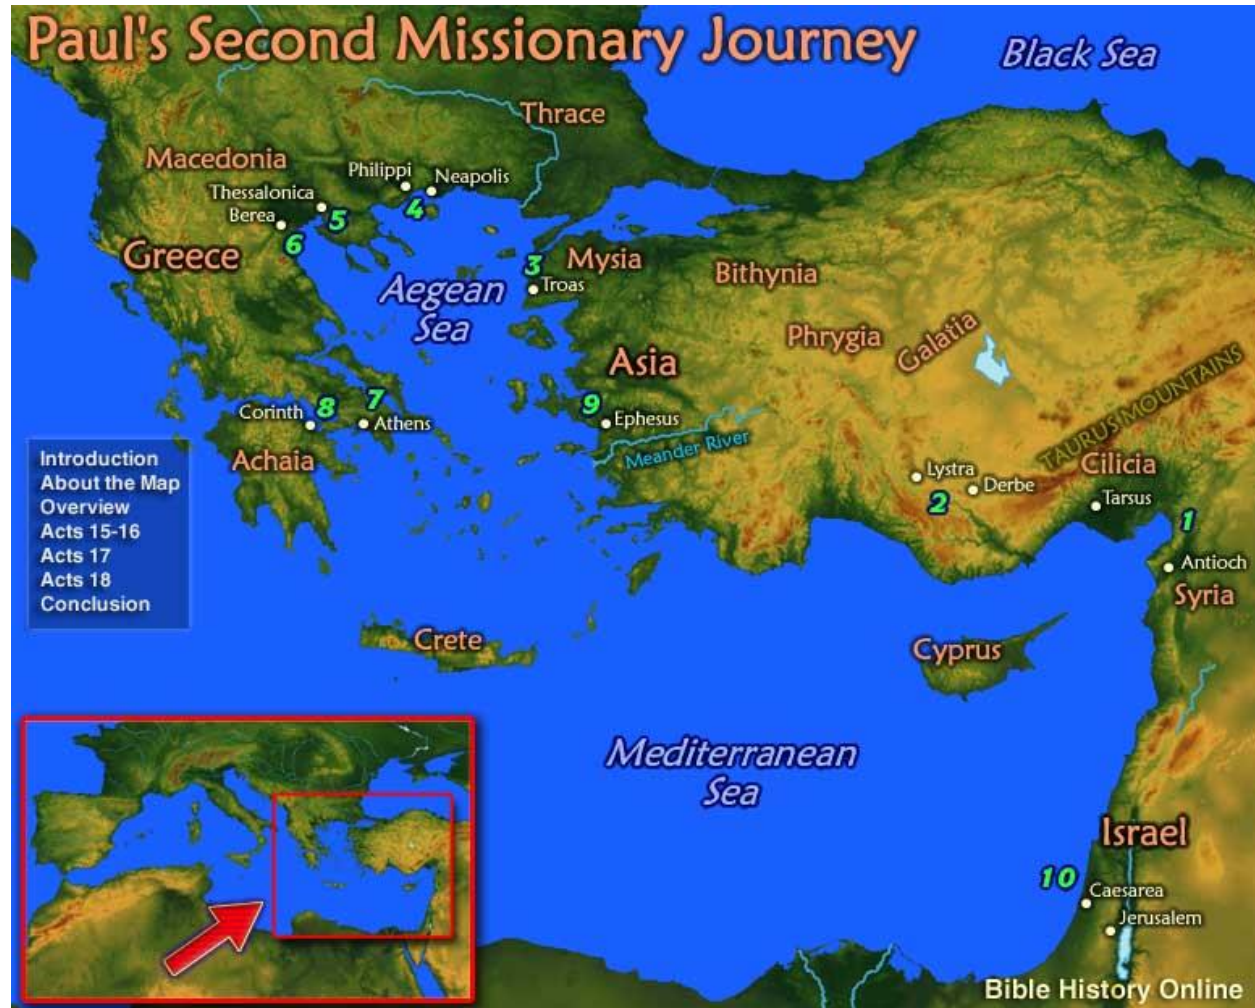 Paul's Second Missionary Journey
Black Sea
Thrace
Macedonia
Philippi
Neapolis
Thessalonica
4
Berea
5
6
Greece
3
Mysia
Troas
Bithynia
Aegean
Sea
Phrygia
Galatia
Asia
TAURUS MOUNTAINS
7
8
9
Corinth
Athens
Ephesus
Meander River
Achaia
Lystra
Derbe
2
Cilicia
Tarsus
1
Antioch
Syria
Introduction
About the Map
Overview
Acts 15-16
Acts 17
Acts 18
Conclusion
Crete
Cyprus
Mediterranean
Sea
Israel
10
Caesarea
Jerusalem
Bible History Online